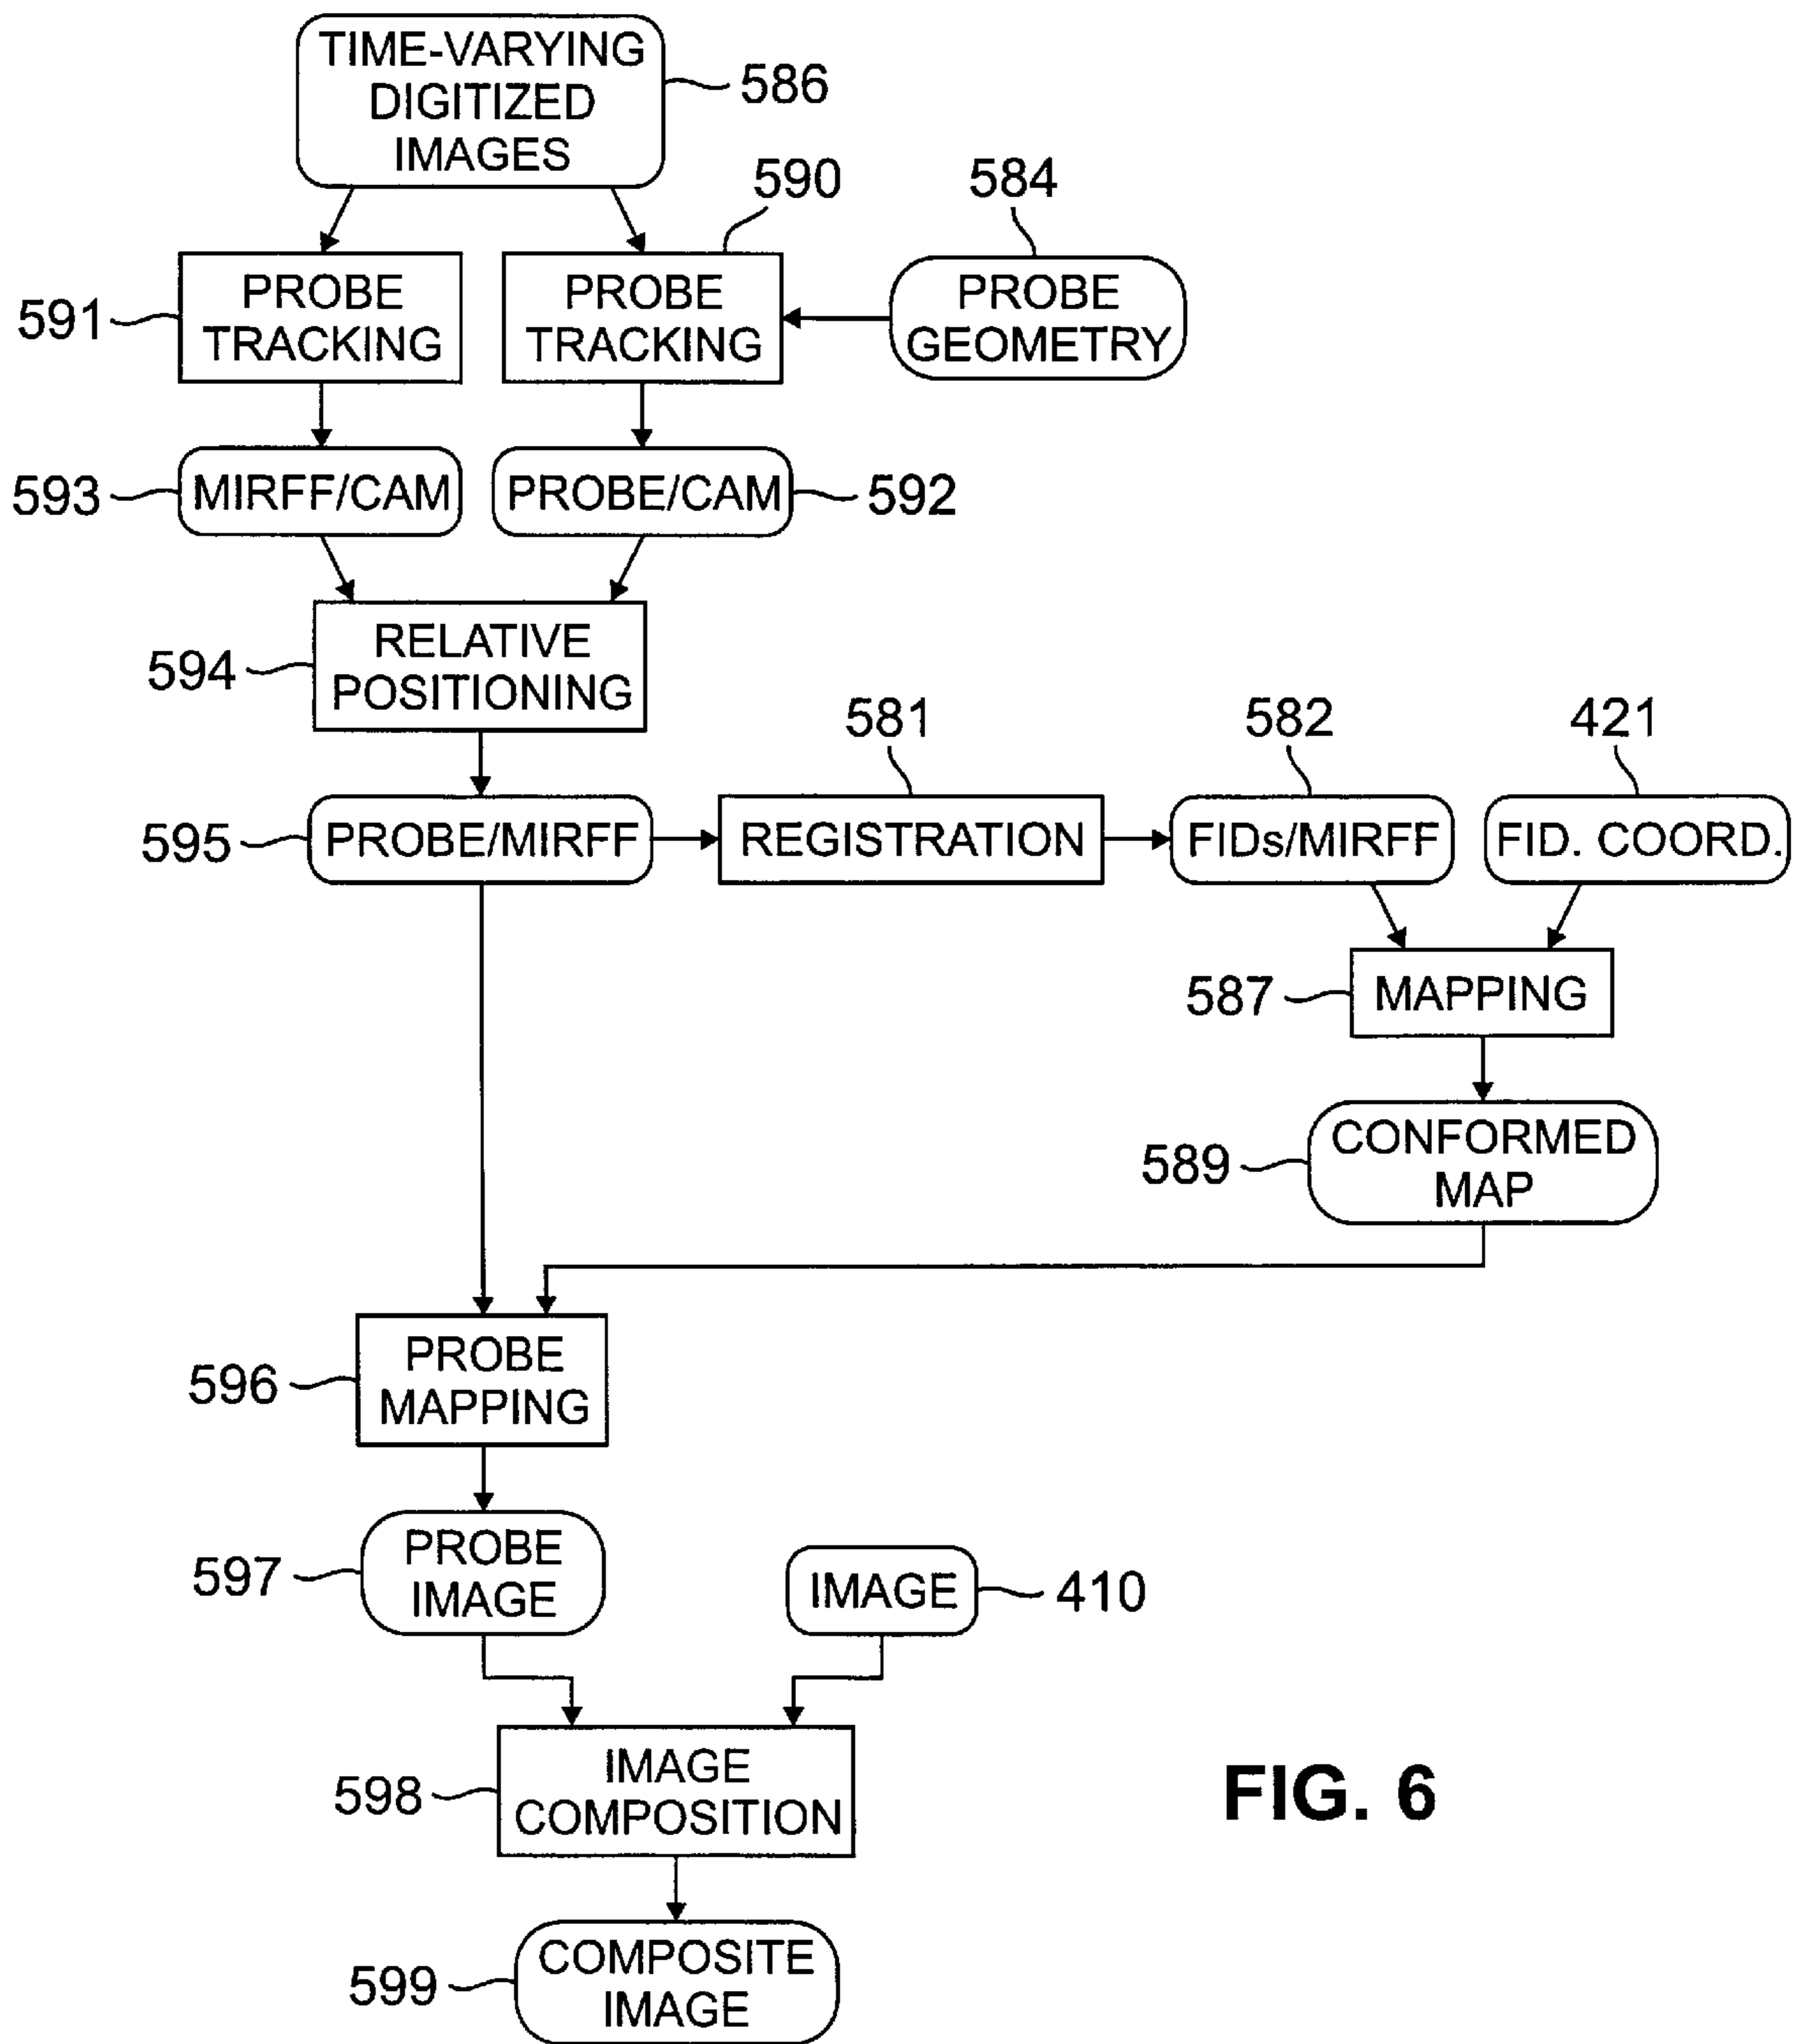 TIME-VARYING
DIGITIZED
IMAGES
586
590
584
591
PROBE
TRACKING
PROBE
TRACKING
PROBE
GEOMETRY
593
MIRFF/CAM
PROBE/CAM
592
594
RELATIVE
POSITIONING
581
582
421
595
PROBE/MIRFF
REGISTRATION
FIDs/MIRFF
FID. COORD.
587
MAPPING
589
CONFORMED
MAP
596
PROBE
MAPPING
597
PROBE
IMAGE
IMAGE
410
598
IMAGE
COMPOSITION
FIG. 6
599
COMPOSITE
IMAGE